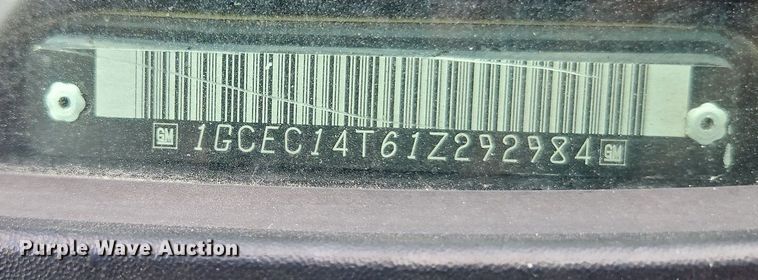 GM 1GCEC14T61Z292984 GM
Purple Wave Auction